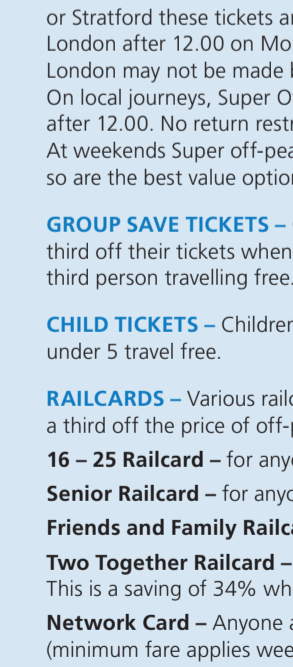 or Stratford these tickets a
London after 12.00 on Mo
London may not be made
On local journeys, Super O
after 12.00. No return rest
At weekends Super off-pea
so are the best value optio
GROUP SAVE TICKETS –
third off their tickets when
third person travelling free.
CHILD TICKETS – Children
under 5 travel free.
RAILCARDS – Various railc
a third off the price of off-p
16 – 25 Railcard – for anyo
Senior Railcard – for anyo
Friends and Family Railca
Two Together Railcard –
This is a saving of 34% wh
Network Card – Anyone a
(minimum fare applies wee